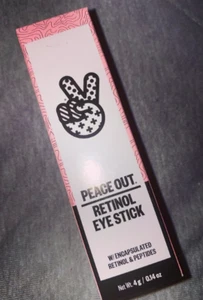 PEACE OUT.
RETINOL
EYE STICK
W/ ENCAPSULATED
RETINOL & PEPTIDES
Net Wt. 4 g / 0.14 oz